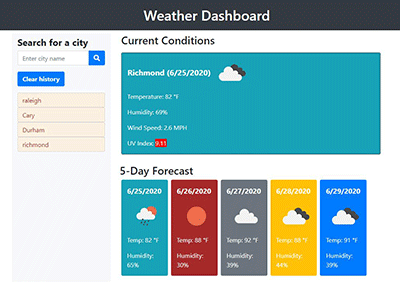 Weather Dashboard
Search for a city
Enter city name
Clear history
raleigh
Cary
Durham
richmond
Current Conditions
Richmond (6/25/2020)
Temperature: 82 °F
Humidity: 69%
Wind Speed: 2.6 MPH
UV Index: 9.11
5-Day Forecast
6/25/2020
Temp: 82 °F
Humidity:
65%
6/26/2020
Temp: 88 °F
Humidity:
30%
6/27/2020
Temp: 92 °F
Humidity:
39%
6/28/2020
Temp: 88 °F
Humidity:
44%
6/29/2020
Temp: 91 °F
Humidity:
39%